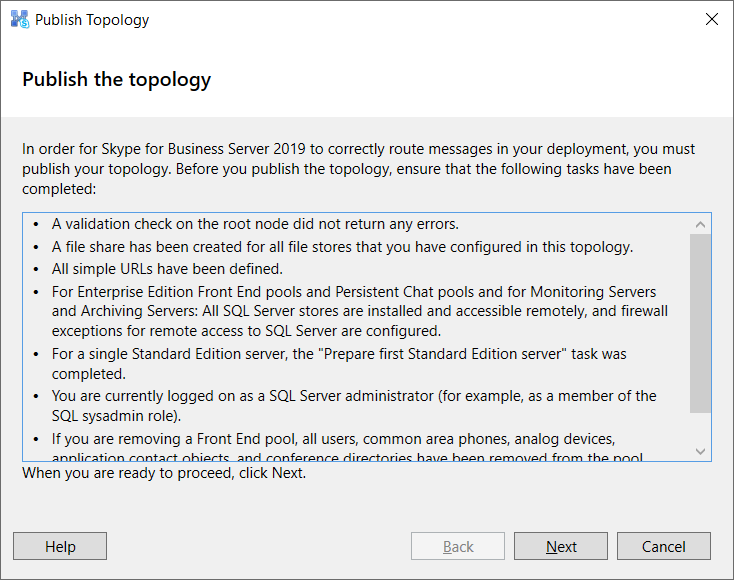 Publish Topology
Publish the topology
In order for Skype for Business Server 2019 to correctly route messages in your deployment, you must
publish your topology. Before you publish the topology, ensure that the following tasks have been
completed:
• A validation check on the root node did not return any errors.
• A file share has been created for all file stores that you have configured in this topology.
• All simple URLs have been defined.
• For Enterprise Edition Front End pools and Persistent Chat pools and for Monitoring Servers
and Archiving Servers: All SQL Server stores are installed and accessible remotely, and firewall
exceptions for remote access to SQL Server are configured.
• For a single Standard Edition server, the "Prepare first Standard Edition server" task was
completed.
• You are currently logged on as a SQL Server administrator (for example, as a member of the
SQL sysadmin role).
• If you are removing a Front End pool, all users, common area phones, analog devices,
application contact objects, and conference directories have been removed from the pool
When you are ready to proceed, click Next.
Help
Back
Next
Cancel